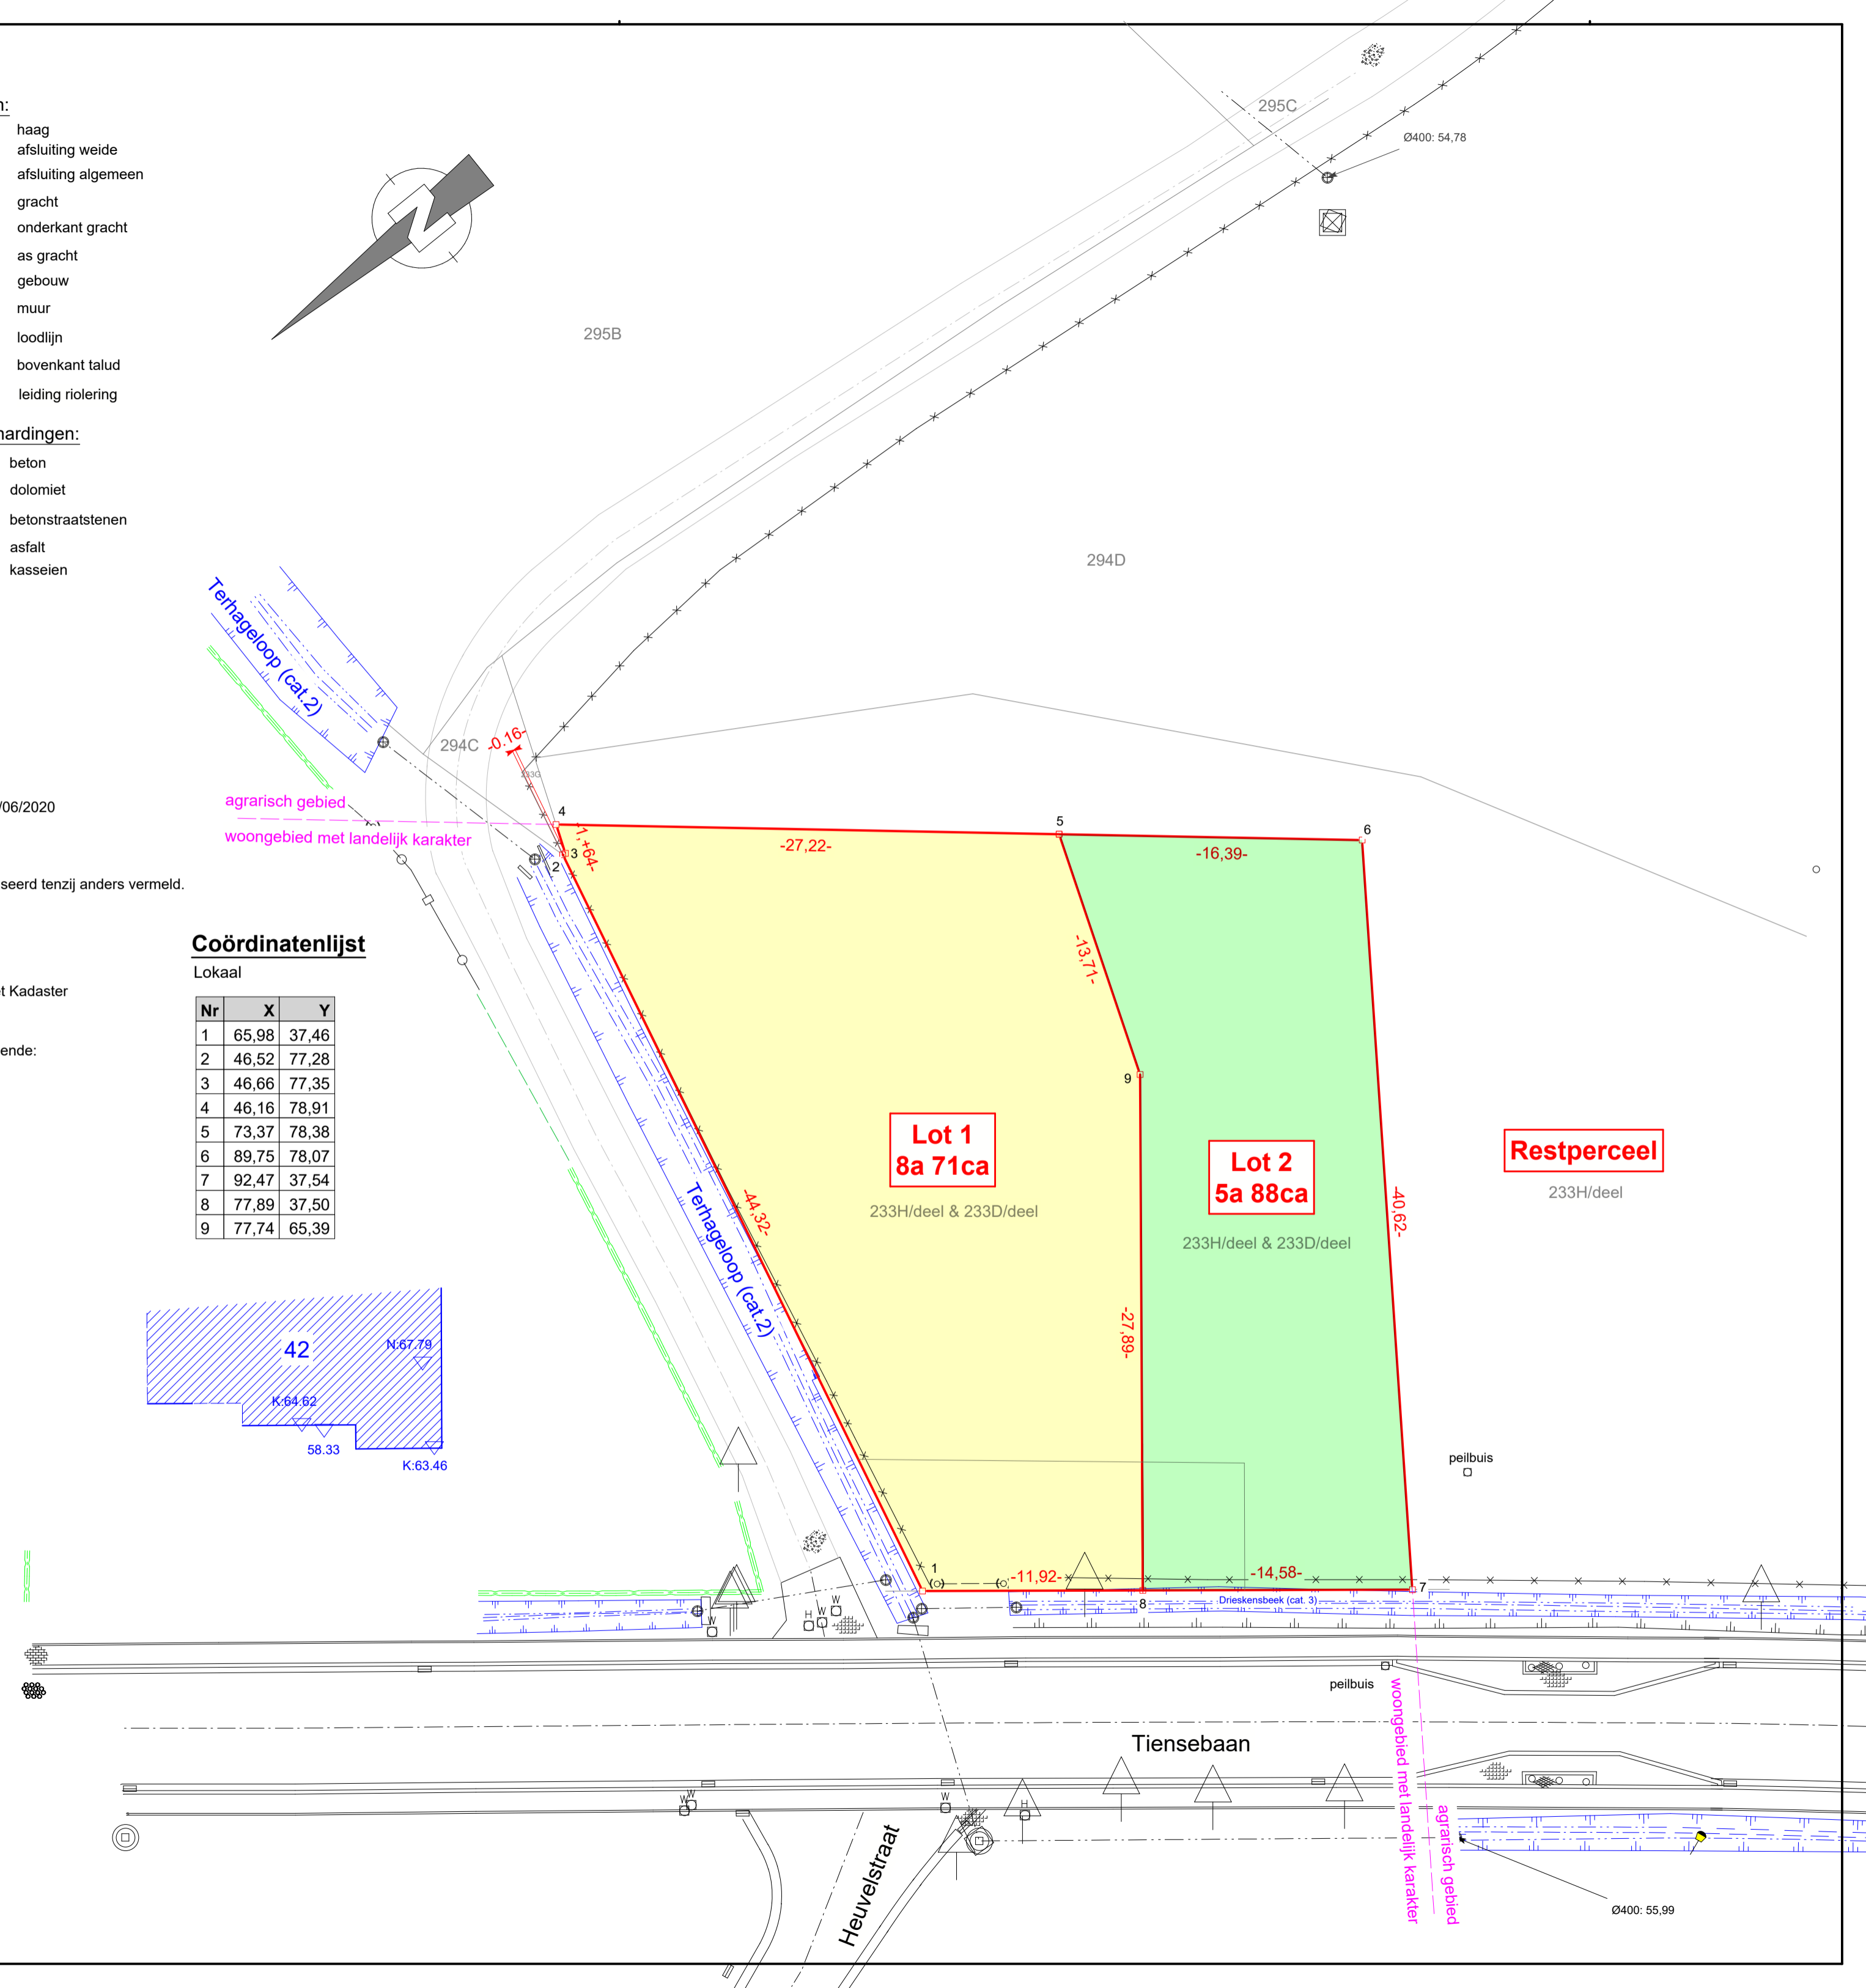 n:
haag
afsluiting weide
afsluiting algemeen
gracht
onderkant gracht
as gracht
gebouw
muur
loodlijn
bovenkant talud
leiding riolering
hardingen:
beton
dolomiet
betonstraatstenen
asfalt
kasseien
/06/2020
seerd tenzij anders vermeld.
et Kadaster
ende:
N
295B
295C
Ø400: 54,78
294D
294C
233G
Terhageloop (cat.2)
agrarisch gebied
woongebied met landelijk karakter
-0.16-
4
3
2
-1,+64-
-27,22-
5
-16,39-
6
-13,71-
9
Coördinatenlijst
Lokaal
Nr X Y
1 65,98 37,46
2 46,52 77,28
3 46,66 77,35
4 46,16 78,91
5 73,37 78,38
6 89,75 78,07
7 92,47 37,54
8 77,89 37,50
9 77,74 65,39
Lot 1
8a 71ca
233H/deel & 233D/deel
Lot 2
5a 88ca
233H/deel & 233D/deel
Restperceel
233H/deel
-44,32-
Terhageloop (cat.2)
-27,89-
-40,62-
42
N:67.79
K:64.62
58.33
K:63.46
peilbuis
1
-11,92-
8
-14,58-
7
Drieskensbeek (cat. 3)
W
H
W
W
peilbuis
Tiensebaan
woongebied met landelijk karakter
agrarisch gebied
W
W
W
H
Heuvelstraat
Ø400: 55,99